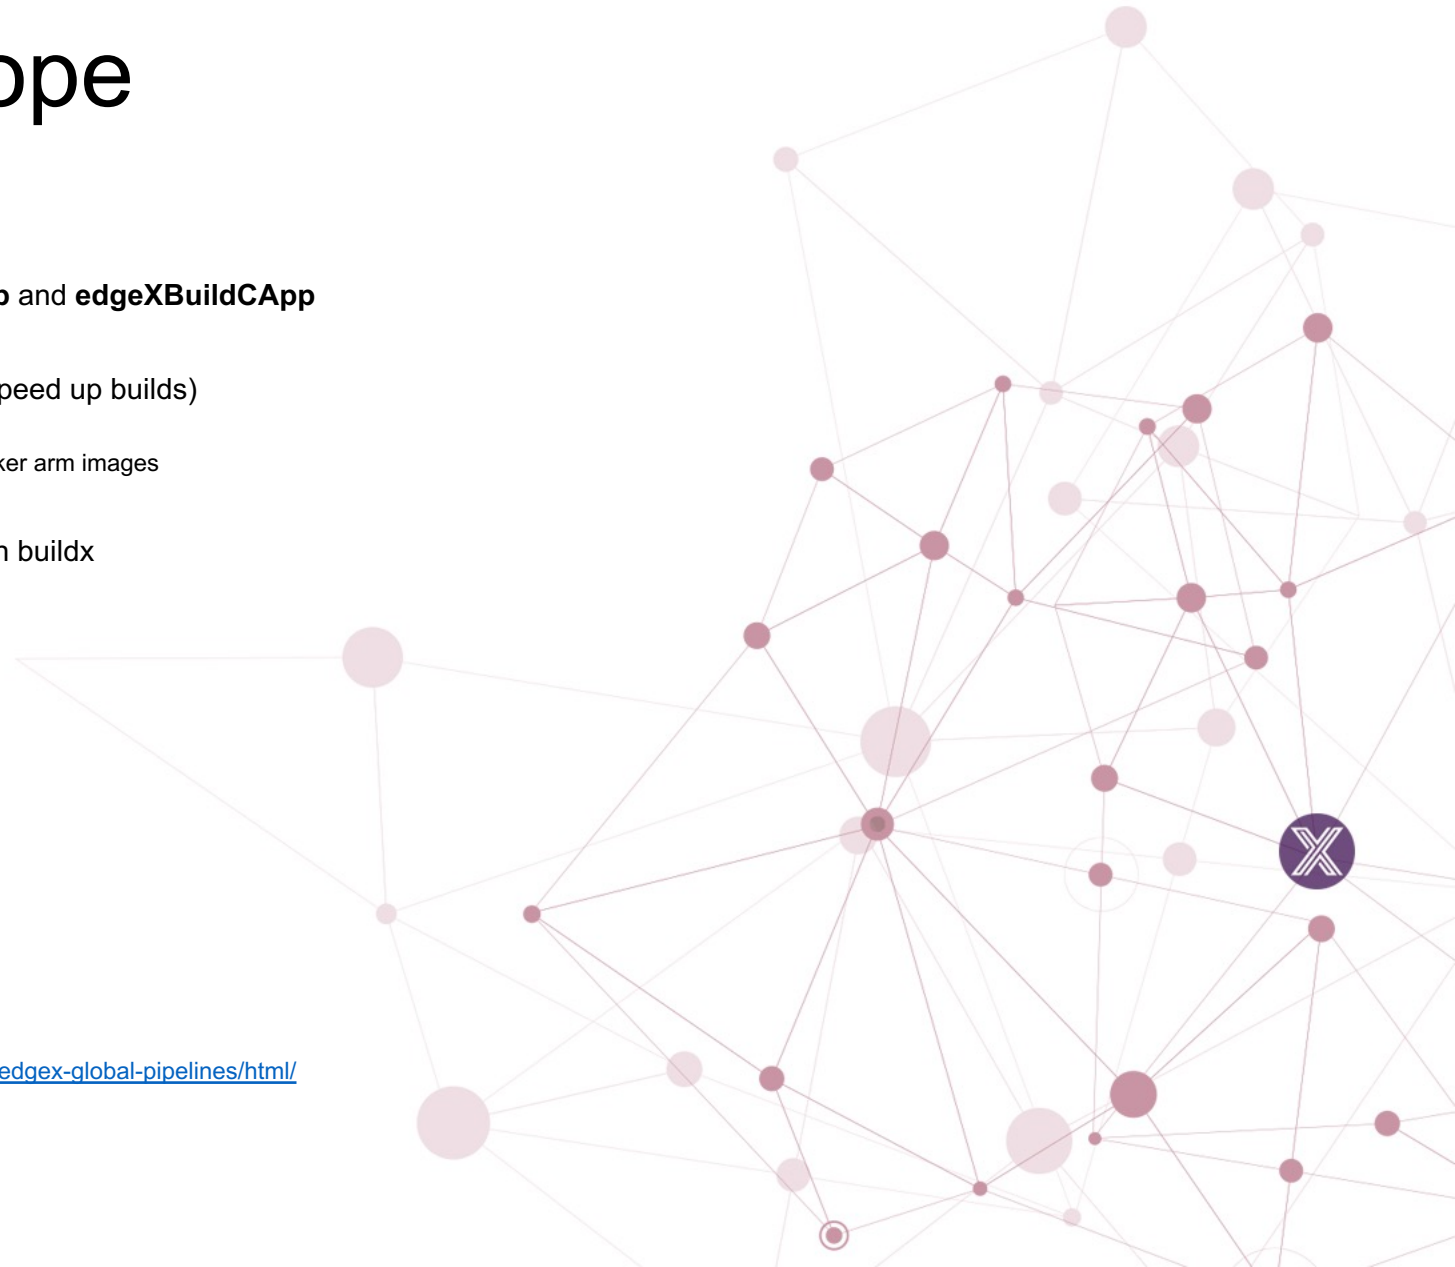 ope
p and edgeXBuildCApp
peed up builds)
ker arm images
n buildx
edgex-global-pipelines/html/